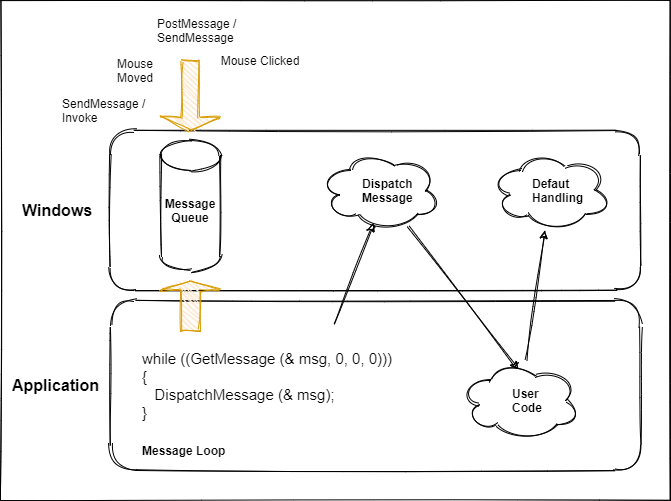 PostMessage /
SendMessage
Mouse
Moved
Mouse Clicked
SendMessage /
Invoke
Windows
Message
Queue
Dispatch
Message
Defaut
Handling
Application
while ((GetMessage (& msg, 0, 0, 0)))
{
DispatchMessage (& msg);
}
User
Code
Message Loop